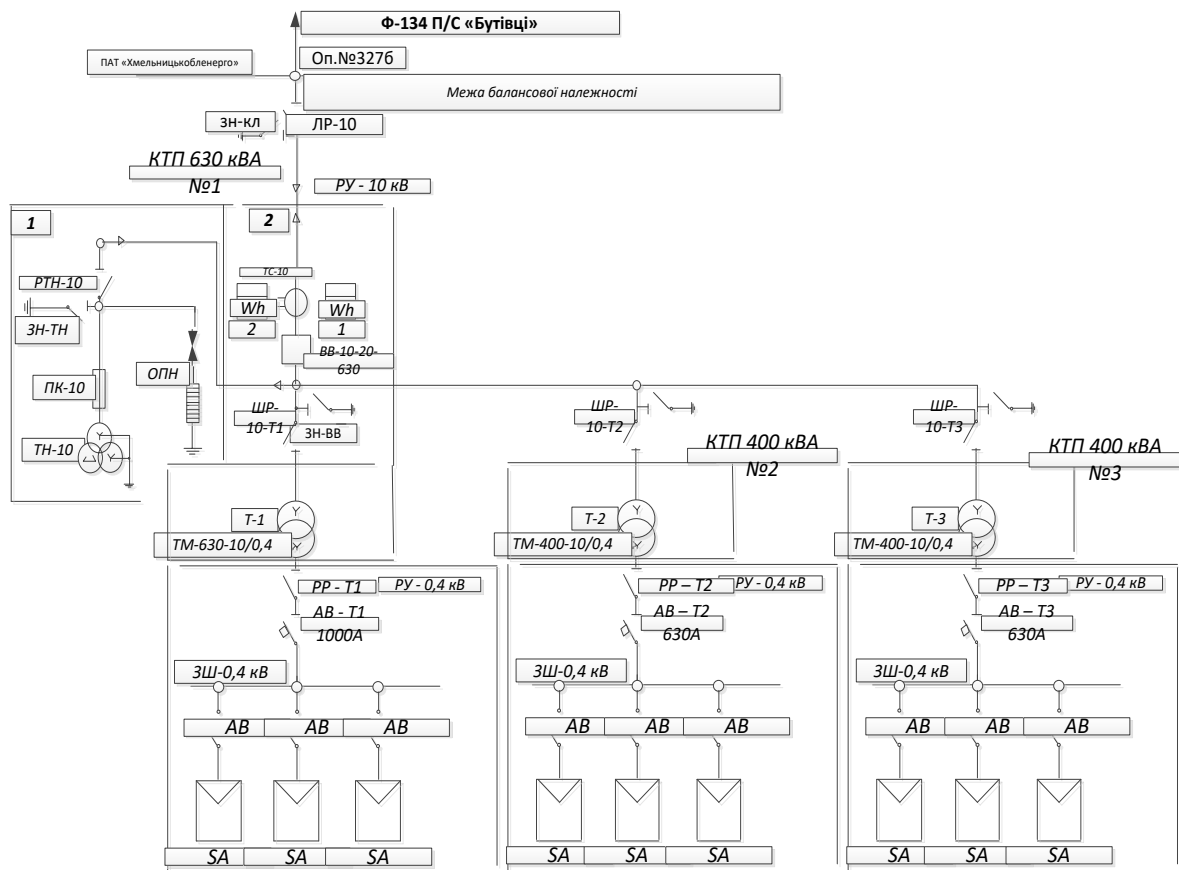 Ф-134 П/С «Бутівці»
ПАТ «Хмельницькобленерго»
Оп.№327б
Межа балансової належності
зн-кл
ЛР-10
КТП 630 кВА
№1
РУ - 10 кВ
1
2
РТН-10
ТС-10
Wh
2
Wh
1
ЗН-ТН
ВВ-10-20-
630
ПК-10
ОПН
ШР-
10-Т1
ЗН-ВВ
ШР-
10-Т2
ШР-
10-Т3
ТН-10
КТП 400 кВА
№2
КТП 400 кВА
№3
Т-1
ТМ-630-10/0,4
Т-2
ТМ-400-10/0,4
Т-3
ТМ-400-10/0,4
РР - Т1
РУ - 0,4 кВ
РР – Т2
РУ - 0,4 кВ
РР – Т3
РУ - 0,4 кВ
АВ - Т1
1000А
АВ – Т2
630А
АВ – Т3
630А
ЗШ-0,4 кВ
ЗШ-0,4 кВ
ЗШ-0,4 кВ
АВ АВ АВ
АВ АВ АВ
АВ АВ АВ
SA SA SA
SA SA SA
SA SA SA